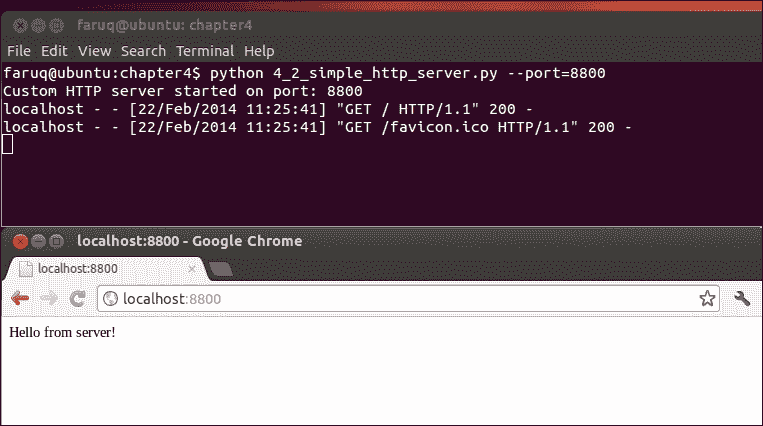 faruq@ubuntu: chapter4
File Edit View Search Terminal Help
faruq@ubuntu:chapter4$ python 4_2_simple_http_server.py --port=8800
Custom HTTP server started on port: 8800
localhost - - [22/Feb/2014 11:25:41] "GET / HTTP/1.1" 200 -
localhost - - [22/Feb/2014 11:25:41] "GET /favicon.ico HTTP/1.1" 200 -
localhost:8800 - Google Chrome
localhost:8800
localhost:8800
Hello from server!